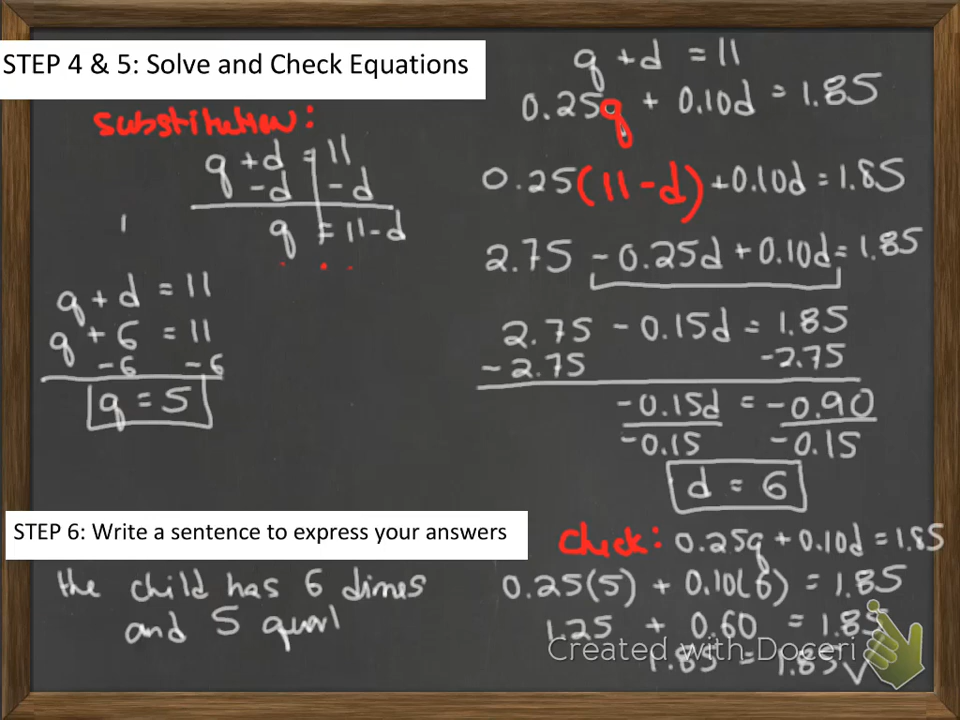 STEP 4 & 5: Solve and Check Equations
substitution:
q + d = 11
- d - d
q = 11 - d
q + d = 11
q + 6 = 11
- 6 - 6
q = 5
q + d = 11
0.25q + 0.10d = 1.85
0.25(11 - d) + 0.10d = 1.85
2.75 - 0.25d + 0.10d = 1.85
2.75 - 0.15d = 1.85
- 2.75 - 2.75
-0.15d = -0.90
-0.15 -0.15
d = 6
STEP 6: Write a sentence to express your answers
the child has 6 dimes
and 5 quart
check: 0.25q + 0.10d = 1.85
0.25(5) + 0.10(6) = 1.85
1.25 + 0.60 = 1.85
1.85 = 1.85 √
Created with Doceri